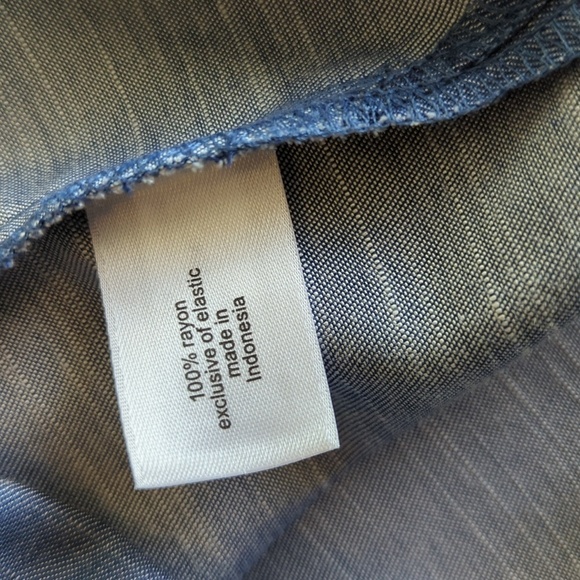 100% rayon
exclusive of elastic
made in
Indonesia